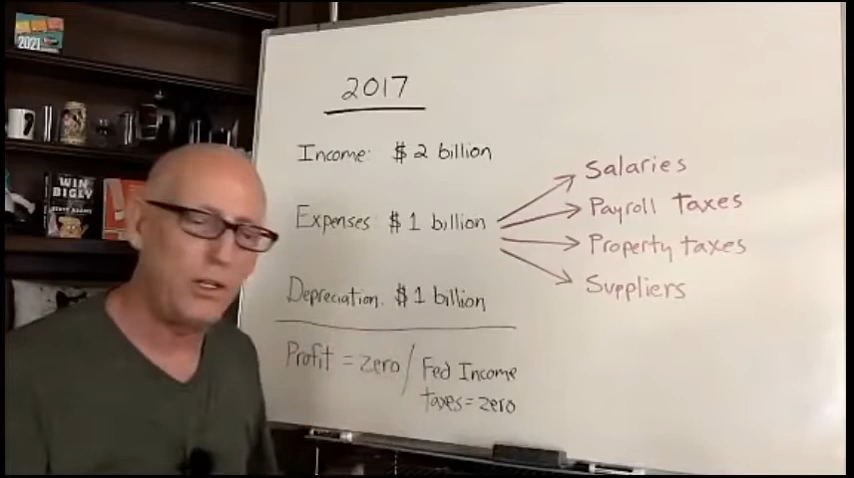 2021
WIN
BIGLY
2017
Income: $2 billion
Expenses $1 billion
Salaries
Payroll taxes
Property taxes
Suppliers
Depreciation. $1 billion
Profit = zero / Fed Income
taxes = zero